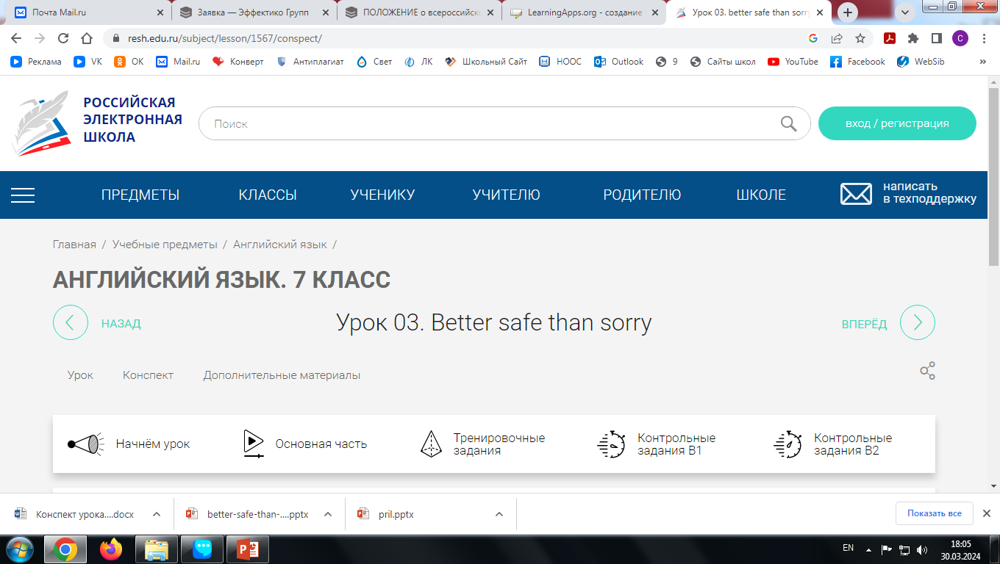 Почта Mail.ru
Заявка — Эффектико Групп
ПОЛОЖЕНИЕ о всероссийск
LearningApps.org - создание
Урок 03. better safe than sorry
resh.edu.ru/subject/lesson/1567/conspect/
C
Реклама
VK
OK
Mail.ru
Конверт
Антиплагиат
Свет
ЛК
Школьный Сайт
НООС
Outlook
9
Сайты школ
YouTube
Facebook
WebSib
»
РОССИЙСКАЯ
ЭЛЕКТРОННАЯ
ШКОЛА
Поиск
вход / регистрация
ПРЕДМЕТЫ
КЛАССЫ
УЧЕНИКУ
УЧИТЕЛЮ
РОДИТЕЛЮ
ШКОЛЕ
написать
в техподдержку
Главная / Учебные предметы / Английский язык /
АНГЛИЙСКИЙ ЯЗЫК. 7 КЛАСС
НАЗАД
Урок 03. Better safe than sorry
ВПЕРЁД
Урок
Конспект
Дополнительные материалы
Начнём урок
Основная часть
Тренировочные
задания
Контрольные
задания В1
Контрольные
задания В2
Конспект урока....docx
better-safe-than-....pptx
pril.pptx
Показать все
EN
18:05
30.03.2024